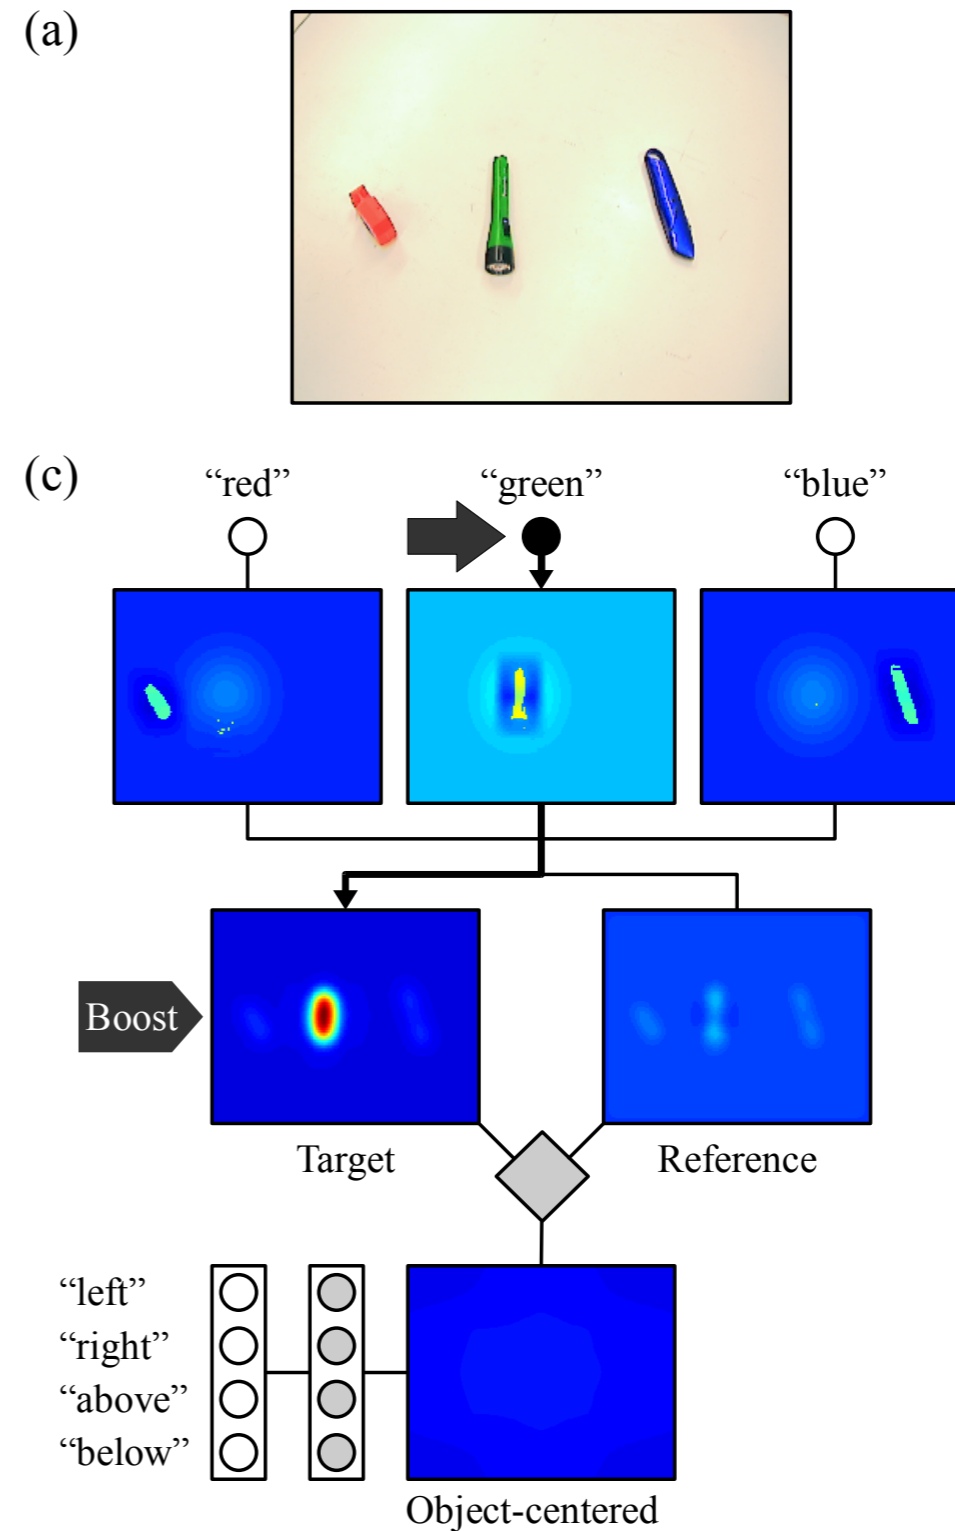 (a)
(c)
“red” “green” “blue”
Boost
Target Reference
“left”
“right”
“above”
“below”
Object-centered